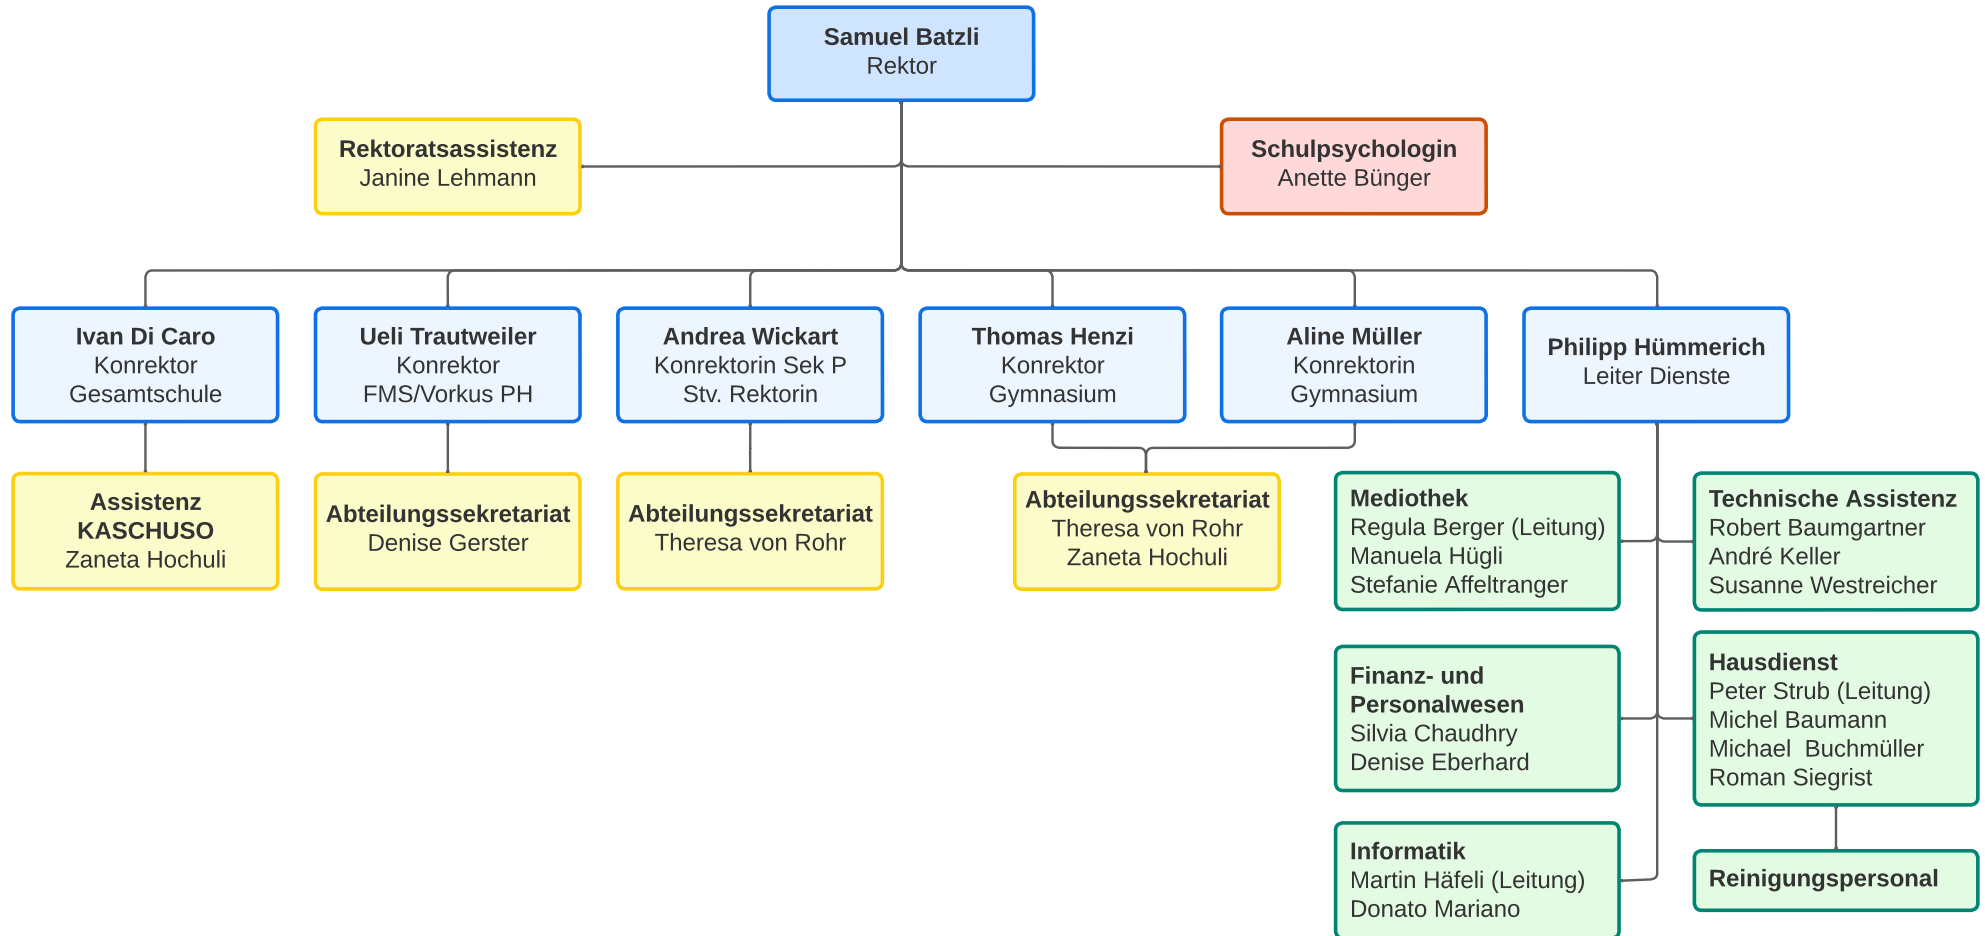 Samuel Batzli
Rektor
Rektoratsassistenz
Janine Lehmann
Schulpsychologin
Anette Bünger
Ivan Di Caro
Konrektor
Gesamtschule
Ueli Trautweiler
Konrektor
FMS/Vorkus PH
Andrea Wickart
Konrektorin Sek P
Stv. Rektorin
Thomas Henzi
Konrektor
Gymnasium
Aline Müller
Konrektorin
Gymnasium
Philipp Hümmerich
Leiter Dienste
Assistenz
KASCHUSO
Zaneta Hochuli
Abteilungssekretariat
Denise Gerster
Abteilungssekretariat
Theresa von Rohr
Abteilungssekretariat
Theresa von Rohr
Zaneta Hochuli
Mediothek
Regula Berger (Leitung)
Manuela Hügli
Stefanie Affeltranger
Technische Assistenz
Robert Baumgartner
André Keller
Susanne Westreicher
Finanz- und
Personalwesen
Silvia Chaudhry
Denise Eberhard
Hausdienst
Peter Strub (Leitung)
Michel Baumann
Michael  Buchmüller
Roman Siegrist
Informatik
Martin Häfeli (Leitung)
Donato Mariano
Reinigungspersonal